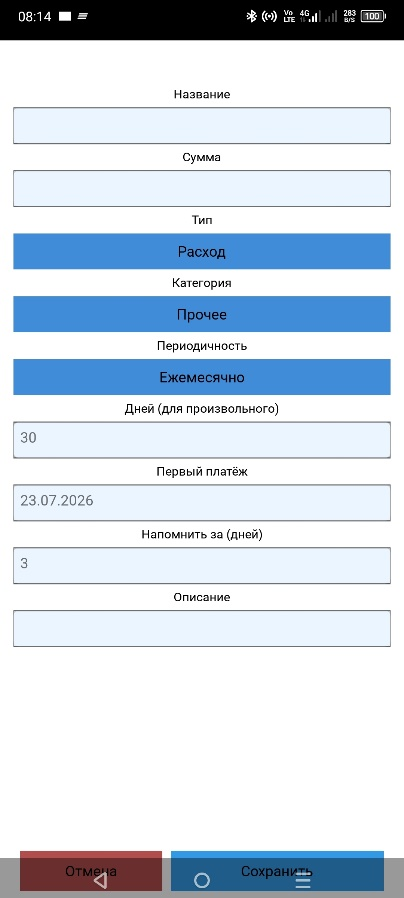 08:14 Vo LTE 4G 283 B/S 100
Название
Сумма
Тип
Расход
Категория
Прочее
Периодичность
Ежемесячно
Дней (для произвольного)
30
Первый платёж
23.07.2026
Напомнить за (дней)
3
Описание
Отмена Сохранить